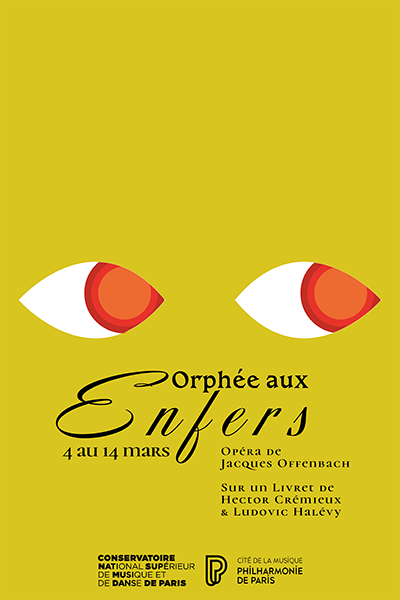 Orphée aux
Enfers
4 au 14 mars
Opéra de
Jacques Offenbach
Sur un Livret de
Hector Crémieux
& Ludovic Halévy
CONSERVATOIRE
NATIONAL SUPÉRIEUR
DE MUSIQUE ET
DE DANSE DE PARIS
CITÉ DE LA MUSIQUE
PHILHARMONIE
DE PARIS